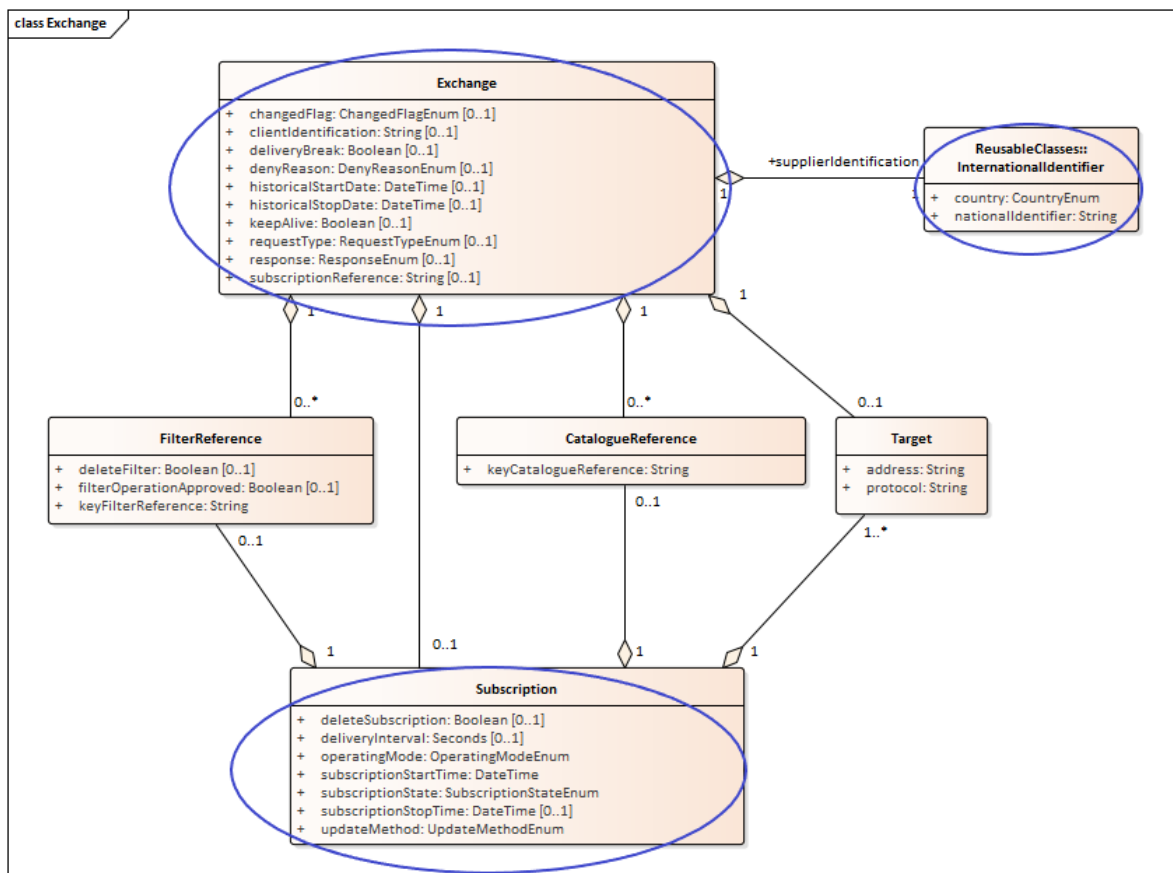 class Exchange
Exchange
+ changedFlag: ChangedFlagEnum [0..1]
+ clientIdentification: String [0..1]
+ deliveryBreak: Boolean [0..1]
+ denyReason: DenyReasonEnum [0..1]
+ historicalStartDate: DateTime [0..1]
+ historicalStopDate: DateTime [0..1]
+ keepAlive: Boolean [0..1]
+ requestType: RequestTypeEnum [0..1]
+ response: ResponseEnum [0..1]
+ subscriptionReference: String [0..1]
+supplierIdentification
1
1
ReusableClasses::
InternationalIdentifier
+ country: CountryEnum
+ nationalIdentifier: String
1
1
1
1
0..*
0..1
0..*
0..1
FilterReference
+ deleteFilter: Boolean [0..1]
+ filterOperationApproved: Boolean [0..1]
+ keyFilterReference: String
CatalogueReference
+ keyCatalogueReference: String
Target
+ address: String
+ protocol: String
0..1
0..1
1..*
1
1
1
Subscription
+ deleteSubscription: Boolean [0..1]
+ deliveryInterval: Seconds [0..1]
+ operatingMode: OperatingModeEnum
+ subscriptionStartTime: DateTime
+ subscriptionState: SubscriptionStateEnum
+ subscriptionStopTime: DateTime [0..1]
+ updateMethod: UpdateMethodEnum